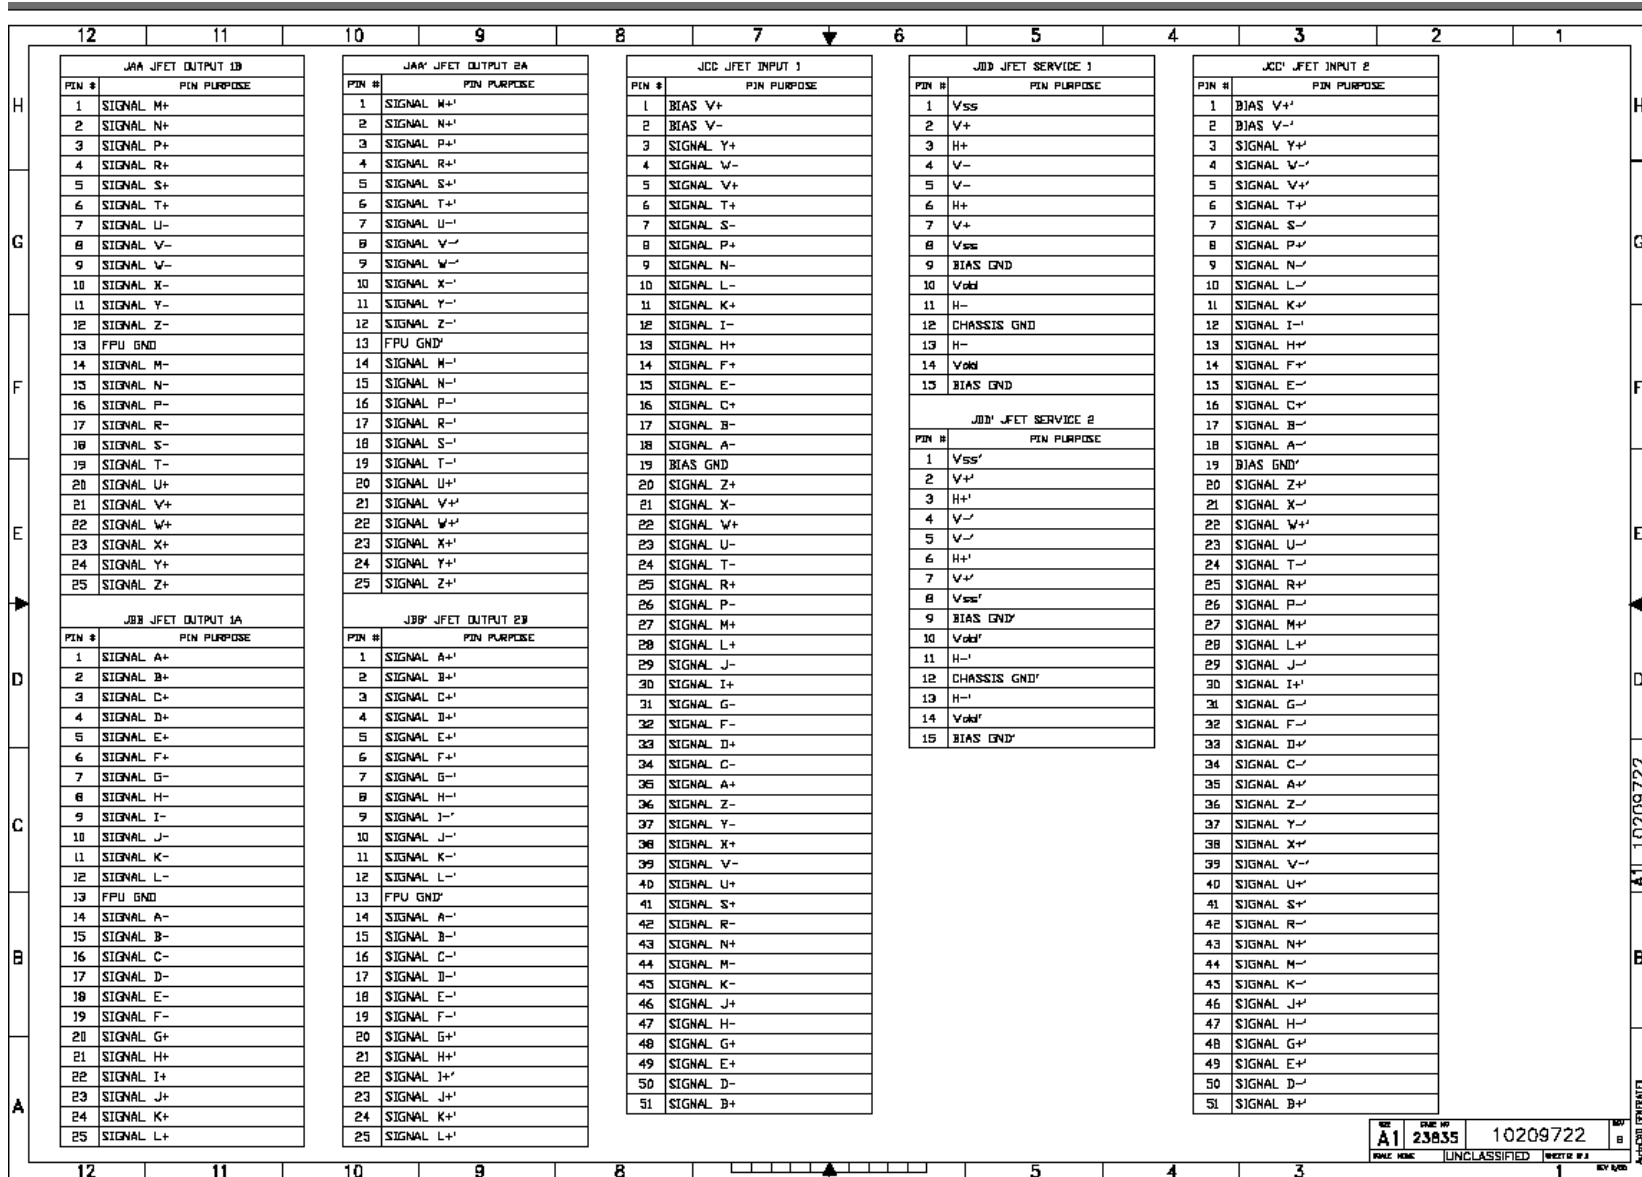 12 11 10 9 8 7 6 5 4 3 2 1
H
G
F
E
D
C
B
A
JAA JFET OUTPUT 1B
PIN # PIN PURPOSE
1 SIGNAL M+
2 SIGNAL N+
3 SIGNAL P+
4 SIGNAL R+
5 SIGNAL S+
6 SIGNAL T+
7 SIGNAL U-
8 SIGNAL V-
9 SIGNAL W-
10 SIGNAL X-
11 SIGNAL Y-
12 SIGNAL Z-
13 FPU GND
14 SIGNAL M-
15 SIGNAL N-
16 SIGNAL P-
17 SIGNAL R-
18 SIGNAL S-
19 SIGNAL T-
20 SIGNAL U+
21 SIGNAL V+
22 SIGNAL W+
23 SIGNAL X+
24 SIGNAL Y+
25 SIGNAL Z+
JBB JFET OUTPUT 1A
PIN # PIN PURPOSE
1 SIGNAL A+
2 SIGNAL B+
3 SIGNAL C+
4 SIGNAL D+
5 SIGNAL E+
6 SIGNAL F+
7 SIGNAL G-
8 SIGNAL H-
9 SIGNAL I-
10 SIGNAL J-
11 SIGNAL K-
12 SIGNAL L-
13 FPU GND
14 SIGNAL A-
15 SIGNAL B-
16 SIGNAL C-
17 SIGNAL D-
18 SIGNAL E-
19 SIGNAL F-
20 SIGNAL G+
21 SIGNAL H+
22 SIGNAL I+
23 SIGNAL J+
24 SIGNAL K+
25 SIGNAL L+
JAA' JFET OUTPUT 2A
PIN # PIN PURPOSE
1 SIGNAL M+'
2 SIGNAL N+'
3 SIGNAL P+'
4 SIGNAL R+'
5 SIGNAL S+'
6 SIGNAL T+'
7 SIGNAL U-'
8 SIGNAL V-'
9 SIGNAL W-'
10 SIGNAL X-'
11 SIGNAL Y-'
12 SIGNAL Z-'
13 FPU GND'
14 SIGNAL M-'
15 SIGNAL N-'
16 SIGNAL P-'
17 SIGNAL R-'
18 SIGNAL S-'
19 SIGNAL T-'
20 SIGNAL U+'
21 SIGNAL V+'
22 SIGNAL W+'
23 SIGNAL X+'
24 SIGNAL Y+'
25 SIGNAL Z+'
JBB' JFET OUTPUT 2B
PIN # PIN PURPOSE
1 SIGNAL A+'
2 SIGNAL B+'
3 SIGNAL C+'
4 SIGNAL D+'
5 SIGNAL E+'
6 SIGNAL F+'
7 SIGNAL G-'
8 SIGNAL H-'
9 SIGNAL I-'
10 SIGNAL J-'
11 SIGNAL K-'
12 SIGNAL L-'
13 FPU GND'
14 SIGNAL A-'
15 SIGNAL B-'
16 SIGNAL C-'
17 SIGNAL D-'
18 SIGNAL E-'
19 SIGNAL F-'
20 SIGNAL G+'
21 SIGNAL H+'
22 SIGNAL I+'
23 SIGNAL J+'
24 SIGNAL K+'
25 SIGNAL L+'
JCC JFET INPUT 1
PIN # PIN PURPOSE
1 BIAS V+
2 BIAS V-
3 SIGNAL Y+
4 SIGNAL W-
5 SIGNAL V+
6 SIGNAL T+
7 SIGNAL S-
8 SIGNAL P+
9 SIGNAL N-
10 SIGNAL L-
11 SIGNAL K+
12 SIGNAL I-
13 SIGNAL H+
14 SIGNAL F+
15 SIGNAL E-
16 SIGNAL C+
17 SIGNAL B-
18 SIGNAL A-
19 BIAS GND
20 SIGNAL Z+
21 SIGNAL X-
22 SIGNAL W+
23 SIGNAL U-
24 SIGNAL T-
25 SIGNAL R+
26 SIGNAL P-
27 SIGNAL M+
28 SIGNAL L+
29 SIGNAL J-
30 SIGNAL I+
31 SIGNAL G-
32 SIGNAL F-
33 SIGNAL D+
34 SIGNAL C-
35 SIGNAL A+
36 SIGNAL Z-
37 SIGNAL Y-
38 SIGNAL X+
39 SIGNAL V-
40 SIGNAL U+
41 SIGNAL S+
42 SIGNAL R-
43 SIGNAL N+
44 SIGNAL M-
45 SIGNAL K-
46 SIGNAL J+
47 SIGNAL H-
48 SIGNAL G+
49 SIGNAL E+
50 SIGNAL D-
51 SIGNAL B+
JDD JFET SERVICE 1
PIN # PIN PURPOSE
1 Vss
2 V+
3 H+
4 V-
5 V-
6 H+
7 V+
8 Vss
9 BIAS GND
10 Vdd
11 H-
12 CHASSIS GND
13 H-
14 Vdd
15 BIAS GND
JDD' JFET SERVICE 2
PIN # PIN PURPOSE
1 Vss'
2 V+'
3 H+'
4 V-'
5 V-'
6 H+'
7 V+'
8 Vss'
9 BIAS GND'
10 Vdd'
11 H-'
12 CHASSIS GND'
13 H-'
14 Vdd'
15 BIAS GND'
JCC' JFET INPUT 2
PIN # PIN PURPOSE
1 BIAS V+'
2 BIAS V-'
3 SIGNAL Y+'
4 SIGNAL W-'
5 SIGNAL V+'
6 SIGNAL T+'
7 SIGNAL S-'
8 SIGNAL P+'
9 SIGNAL N-'
10 SIGNAL L-'
11 SIGNAL K+'
12 SIGNAL I-'
13 SIGNAL H+'
14 SIGNAL F+'
15 SIGNAL E-'
16 SIGNAL C+'
17 SIGNAL B-'
18 SIGNAL A-'
19 BIAS GND'
20 SIGNAL Z+'
21 SIGNAL X-'
22 SIGNAL W+'
23 SIGNAL U-'
24 SIGNAL T-'
25 SIGNAL R+'
26 SIGNAL P-'
27 SIGNAL M+'
28 SIGNAL L+'
29 SIGNAL J-'
30 SIGNAL I+'
31 SIGNAL G-'
32 SIGNAL F-'
33 SIGNAL D+'
34 SIGNAL C-'
35 SIGNAL A+'
36 SIGNAL Z-'
37 SIGNAL Y-'
38 SIGNAL X+'
39 SIGNAL V-'
40 SIGNAL U+'
41 SIGNAL S+'
42 SIGNAL R-'
43 SIGNAL N+'
44 SIGNAL M-'
45 SIGNAL K-'
46 SIGNAL J+'
47 SIGNAL H-'
48 SIGNAL G+'
49 SIGNAL E+'
50 SIGNAL D-'
51 SIGNAL B+'
H
G
F
E
D
A1 10209722
B
SIZE A1 CAGE NO 23835 10209722 REV B
SCALE NONE UNCLASSIFIED
12 11 10 9 8 5 4 3 2 1